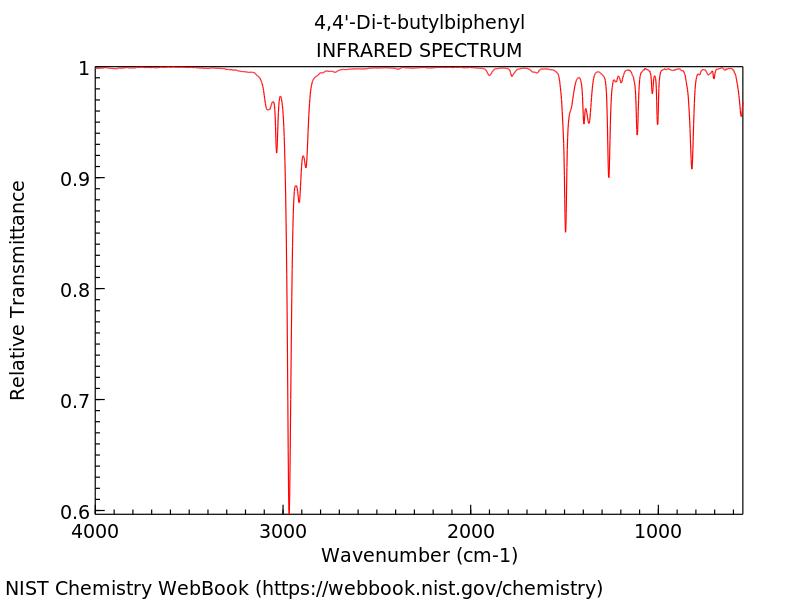 4,4'-Di-t-butylbiphenyl
INFRARED SPECTRUM
1
0.9
0.8
0.7
0.6
Relative Transmittance
4000 3000 2000 1000
Wavenumber (cm-1)
NIST Chemistry WebBook (https://webbook.nist.gov/chemistry)